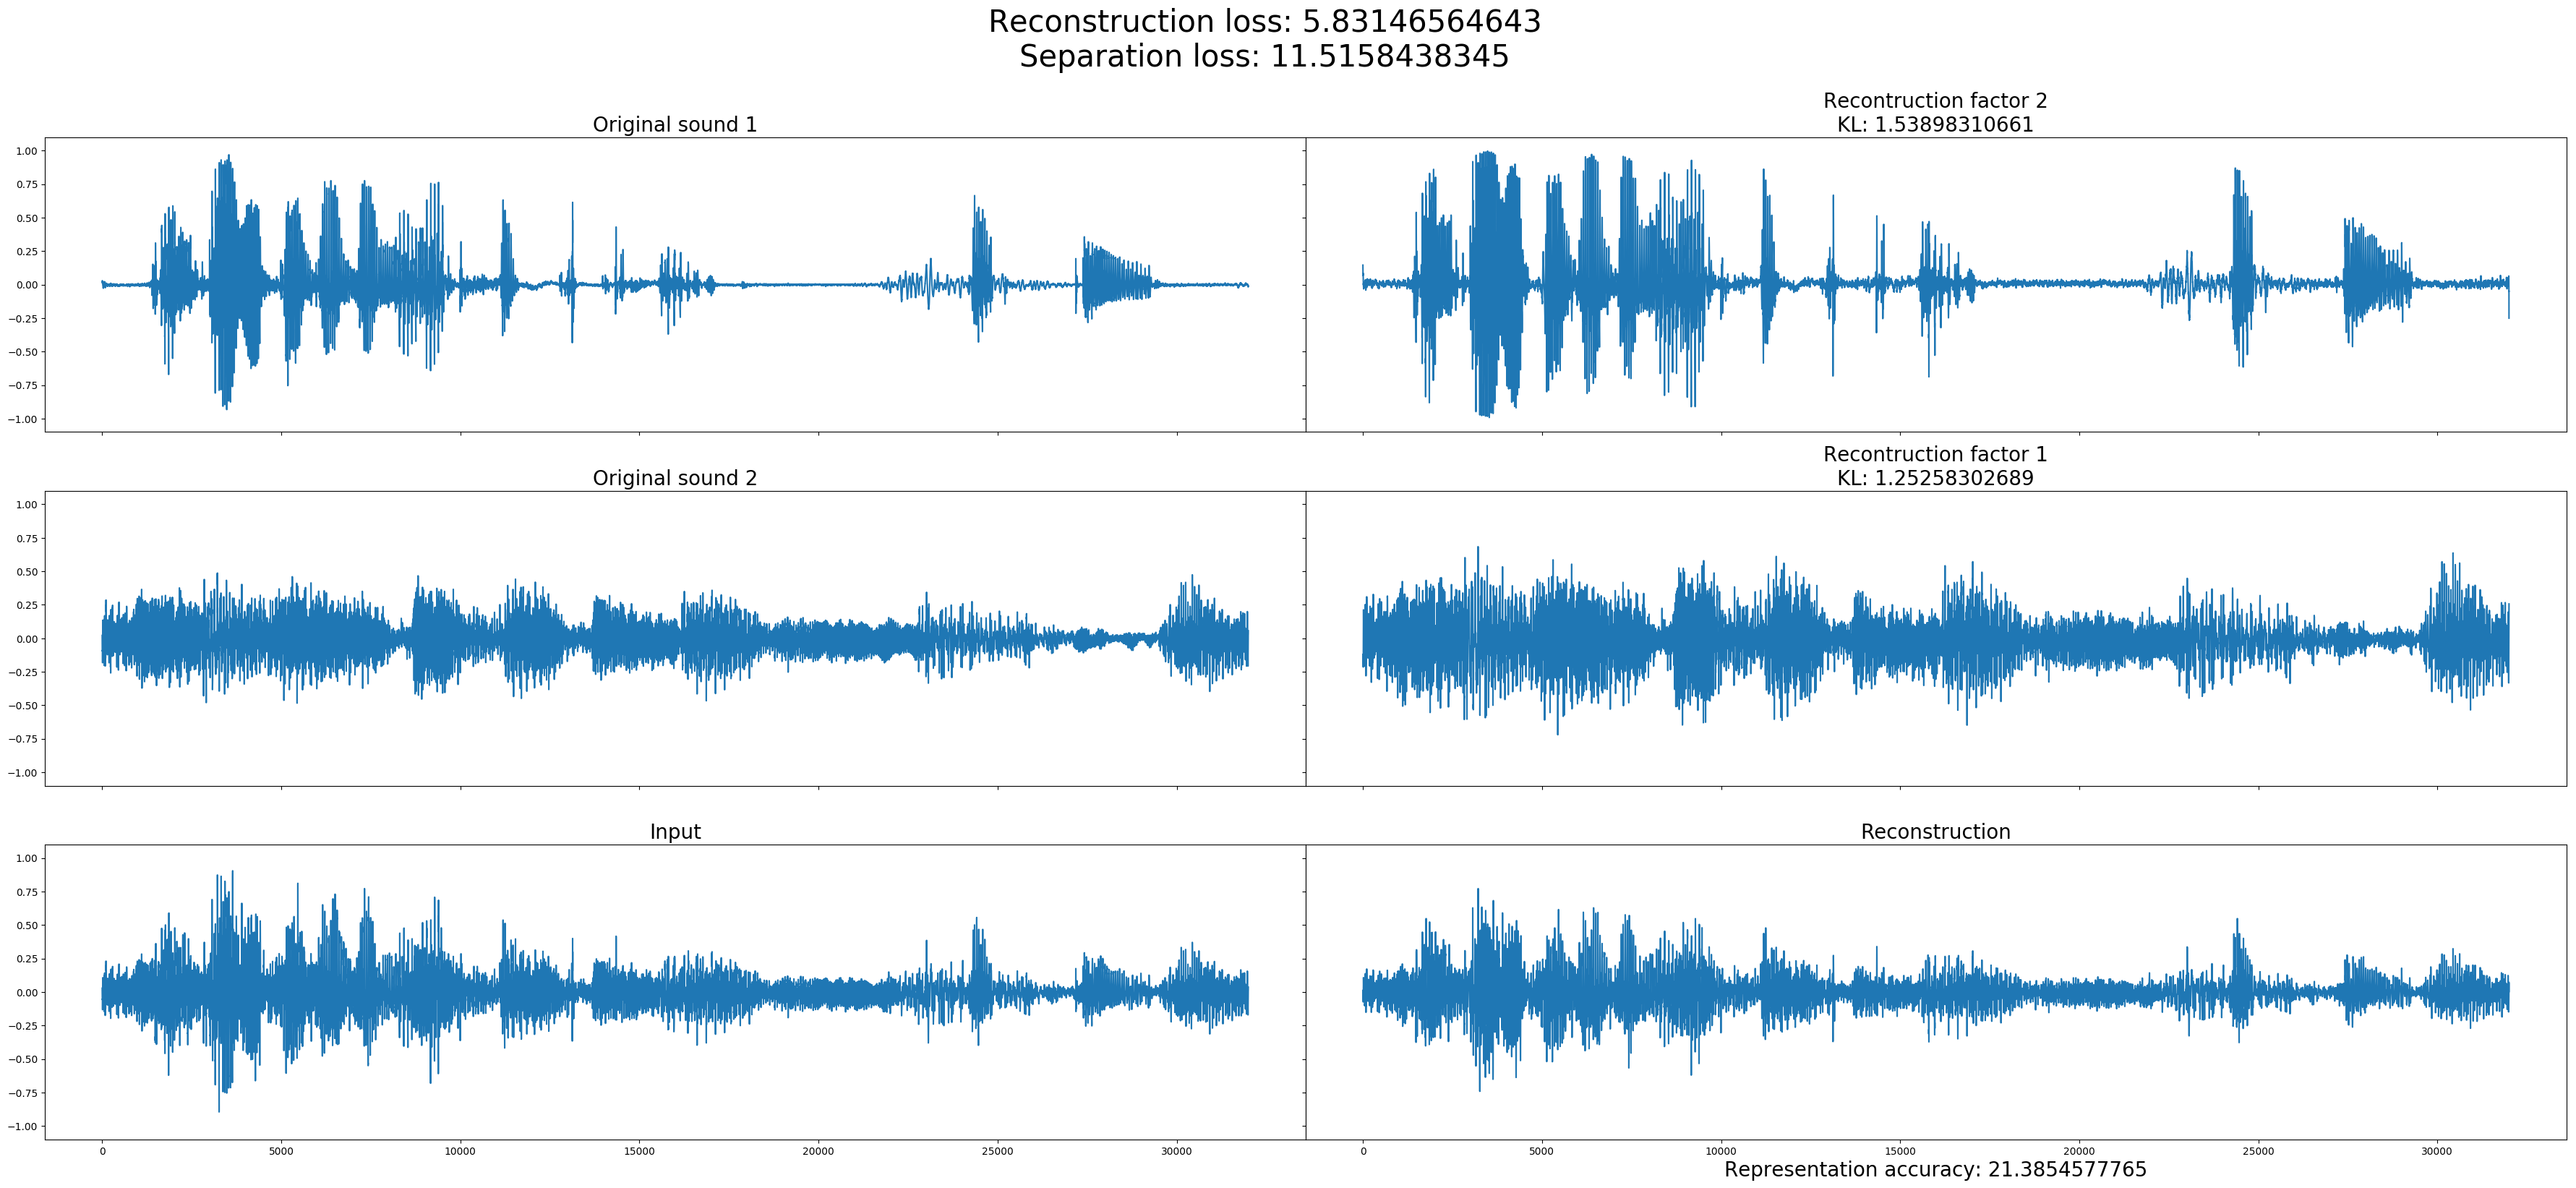 Reconstruction loss: 5.83146564643
Separation loss: 11.5158438345
Original sound 1
Recontruction factor 2
KL: 1.53898310661
1.00
0.75
0.50
0.25
0.00
−0.25
−0.50
−0.75
−1.00
Original sound 2
Recontruction factor 1
KL: 1.25258302689
1.00
0.75
0.50
0.25
0.00
−0.25
−0.50
−0.75
−1.00
Input
Reconstruction
1.00
0.75
0.50
0.25
0.00
−0.25
−0.50
−0.75
−1.00
0 5000 10000 15000 20000 25000 30000
0 5000 10000 15000 20000 25000 30000
Representation accuracy: 21.3854577765